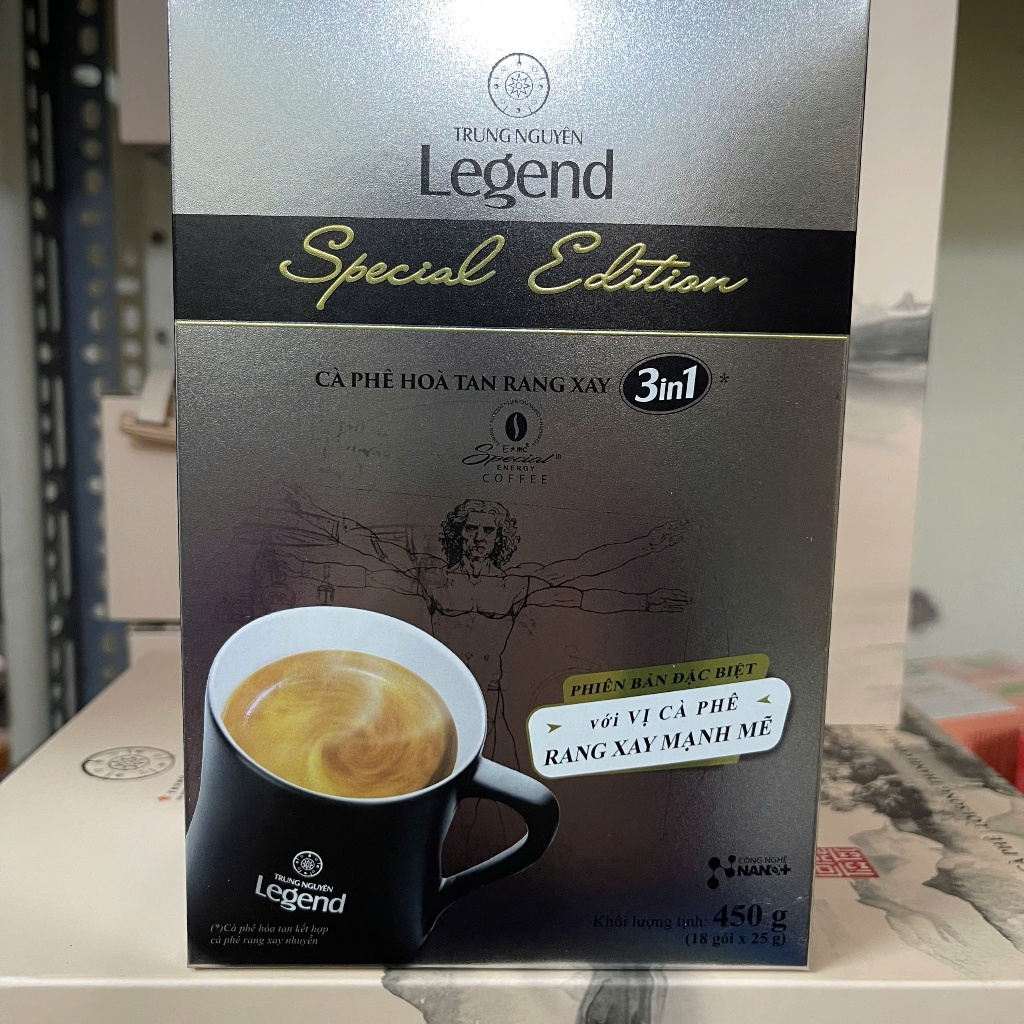 TRUNG NGUYÊN
Legend
Special Edition
CÀ PHÊ HOÀ TAN RANG XAY 3in1 *
E=mc²
Special®
ENERGY
COFFEE
PHIÊN BẢN ĐẶC BIỆT
với VỊ CÀ PHÊ
RANG XAY MẠNH MẼ
TRUNG NGUYÊN
Legend
CÔNG NGHỆ
NANO+
(*)Cà phê hòa tan kết hợp
cà phê rang xay nhuyễn
Khối lượng tịnh: 450 g
(18 gói x 25 g)